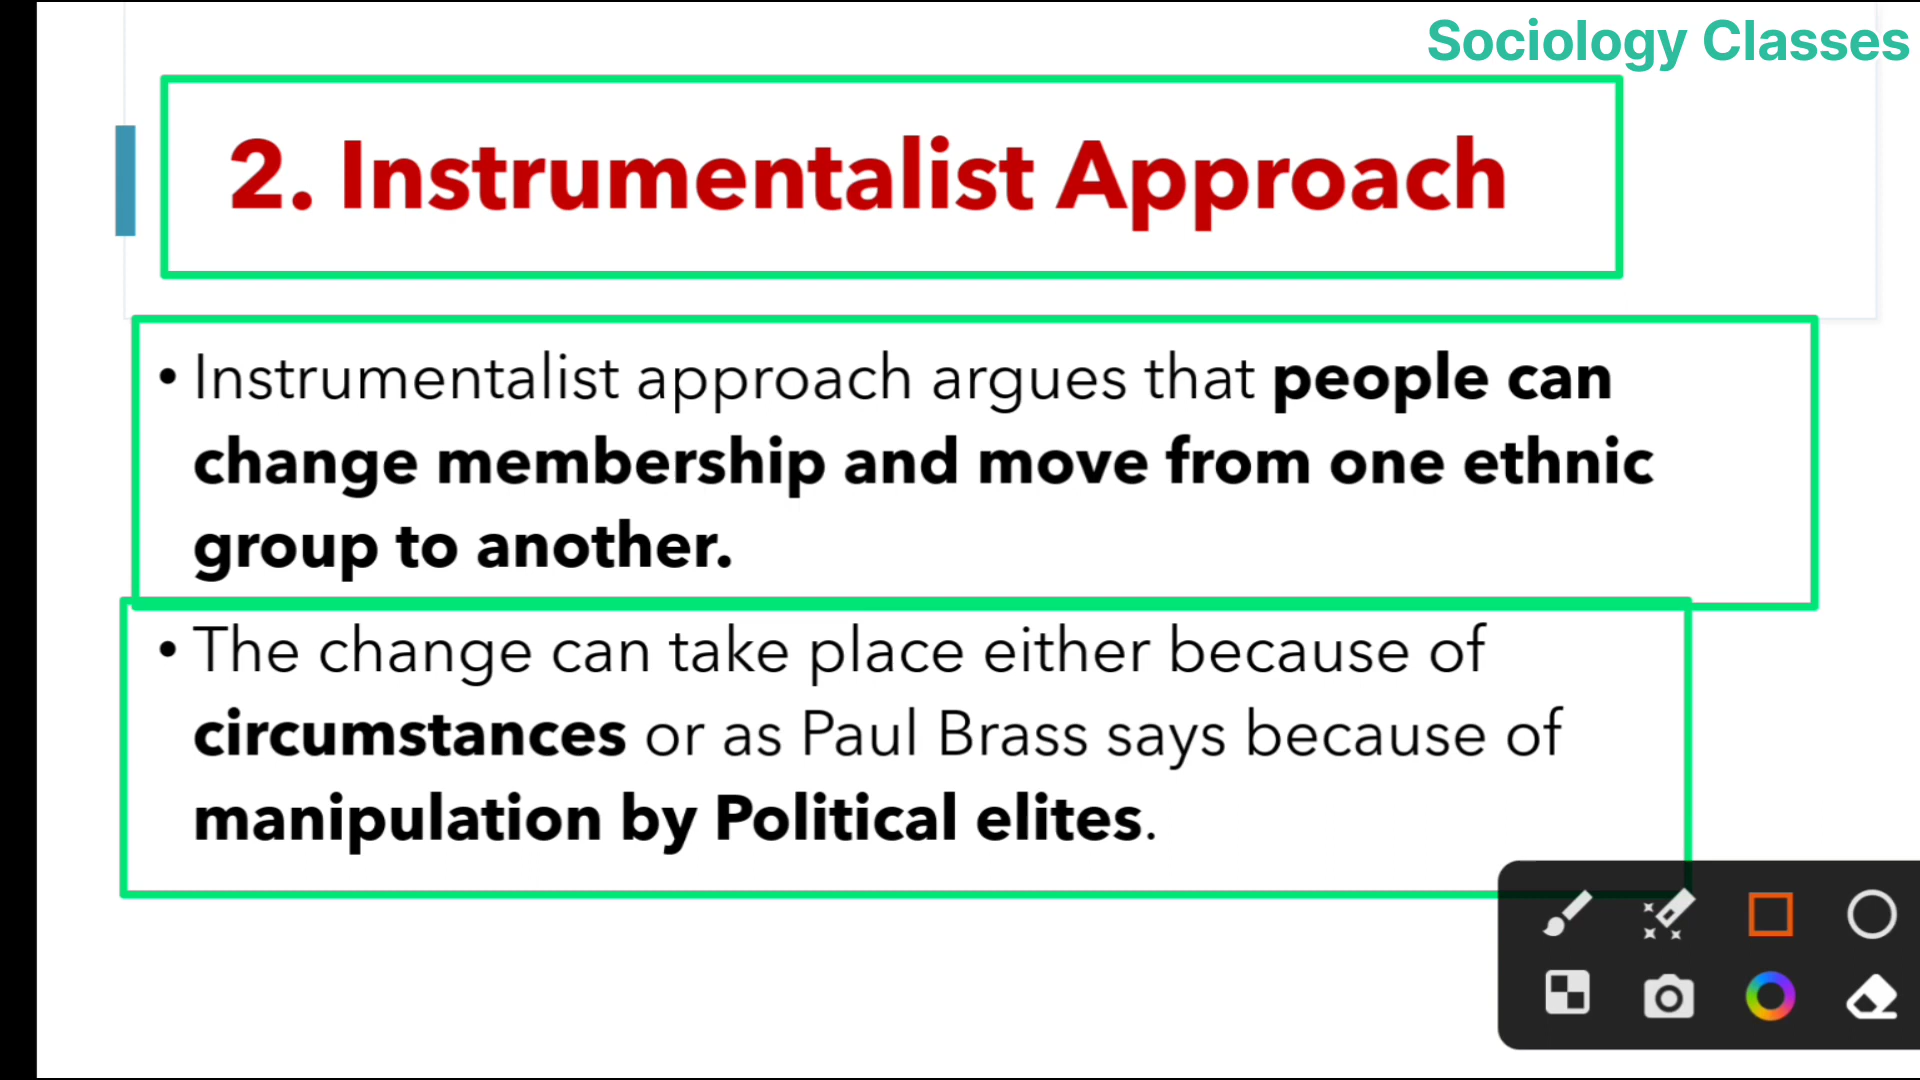 Sociology Classes
2. Instrumentalist Approach
• Instrumentalist approach argues that people can
change membership and move from one ethnic
group to another.
• The change can take place either because of
circumstances or as Paul Brass says because of
manipulation by Political elites.